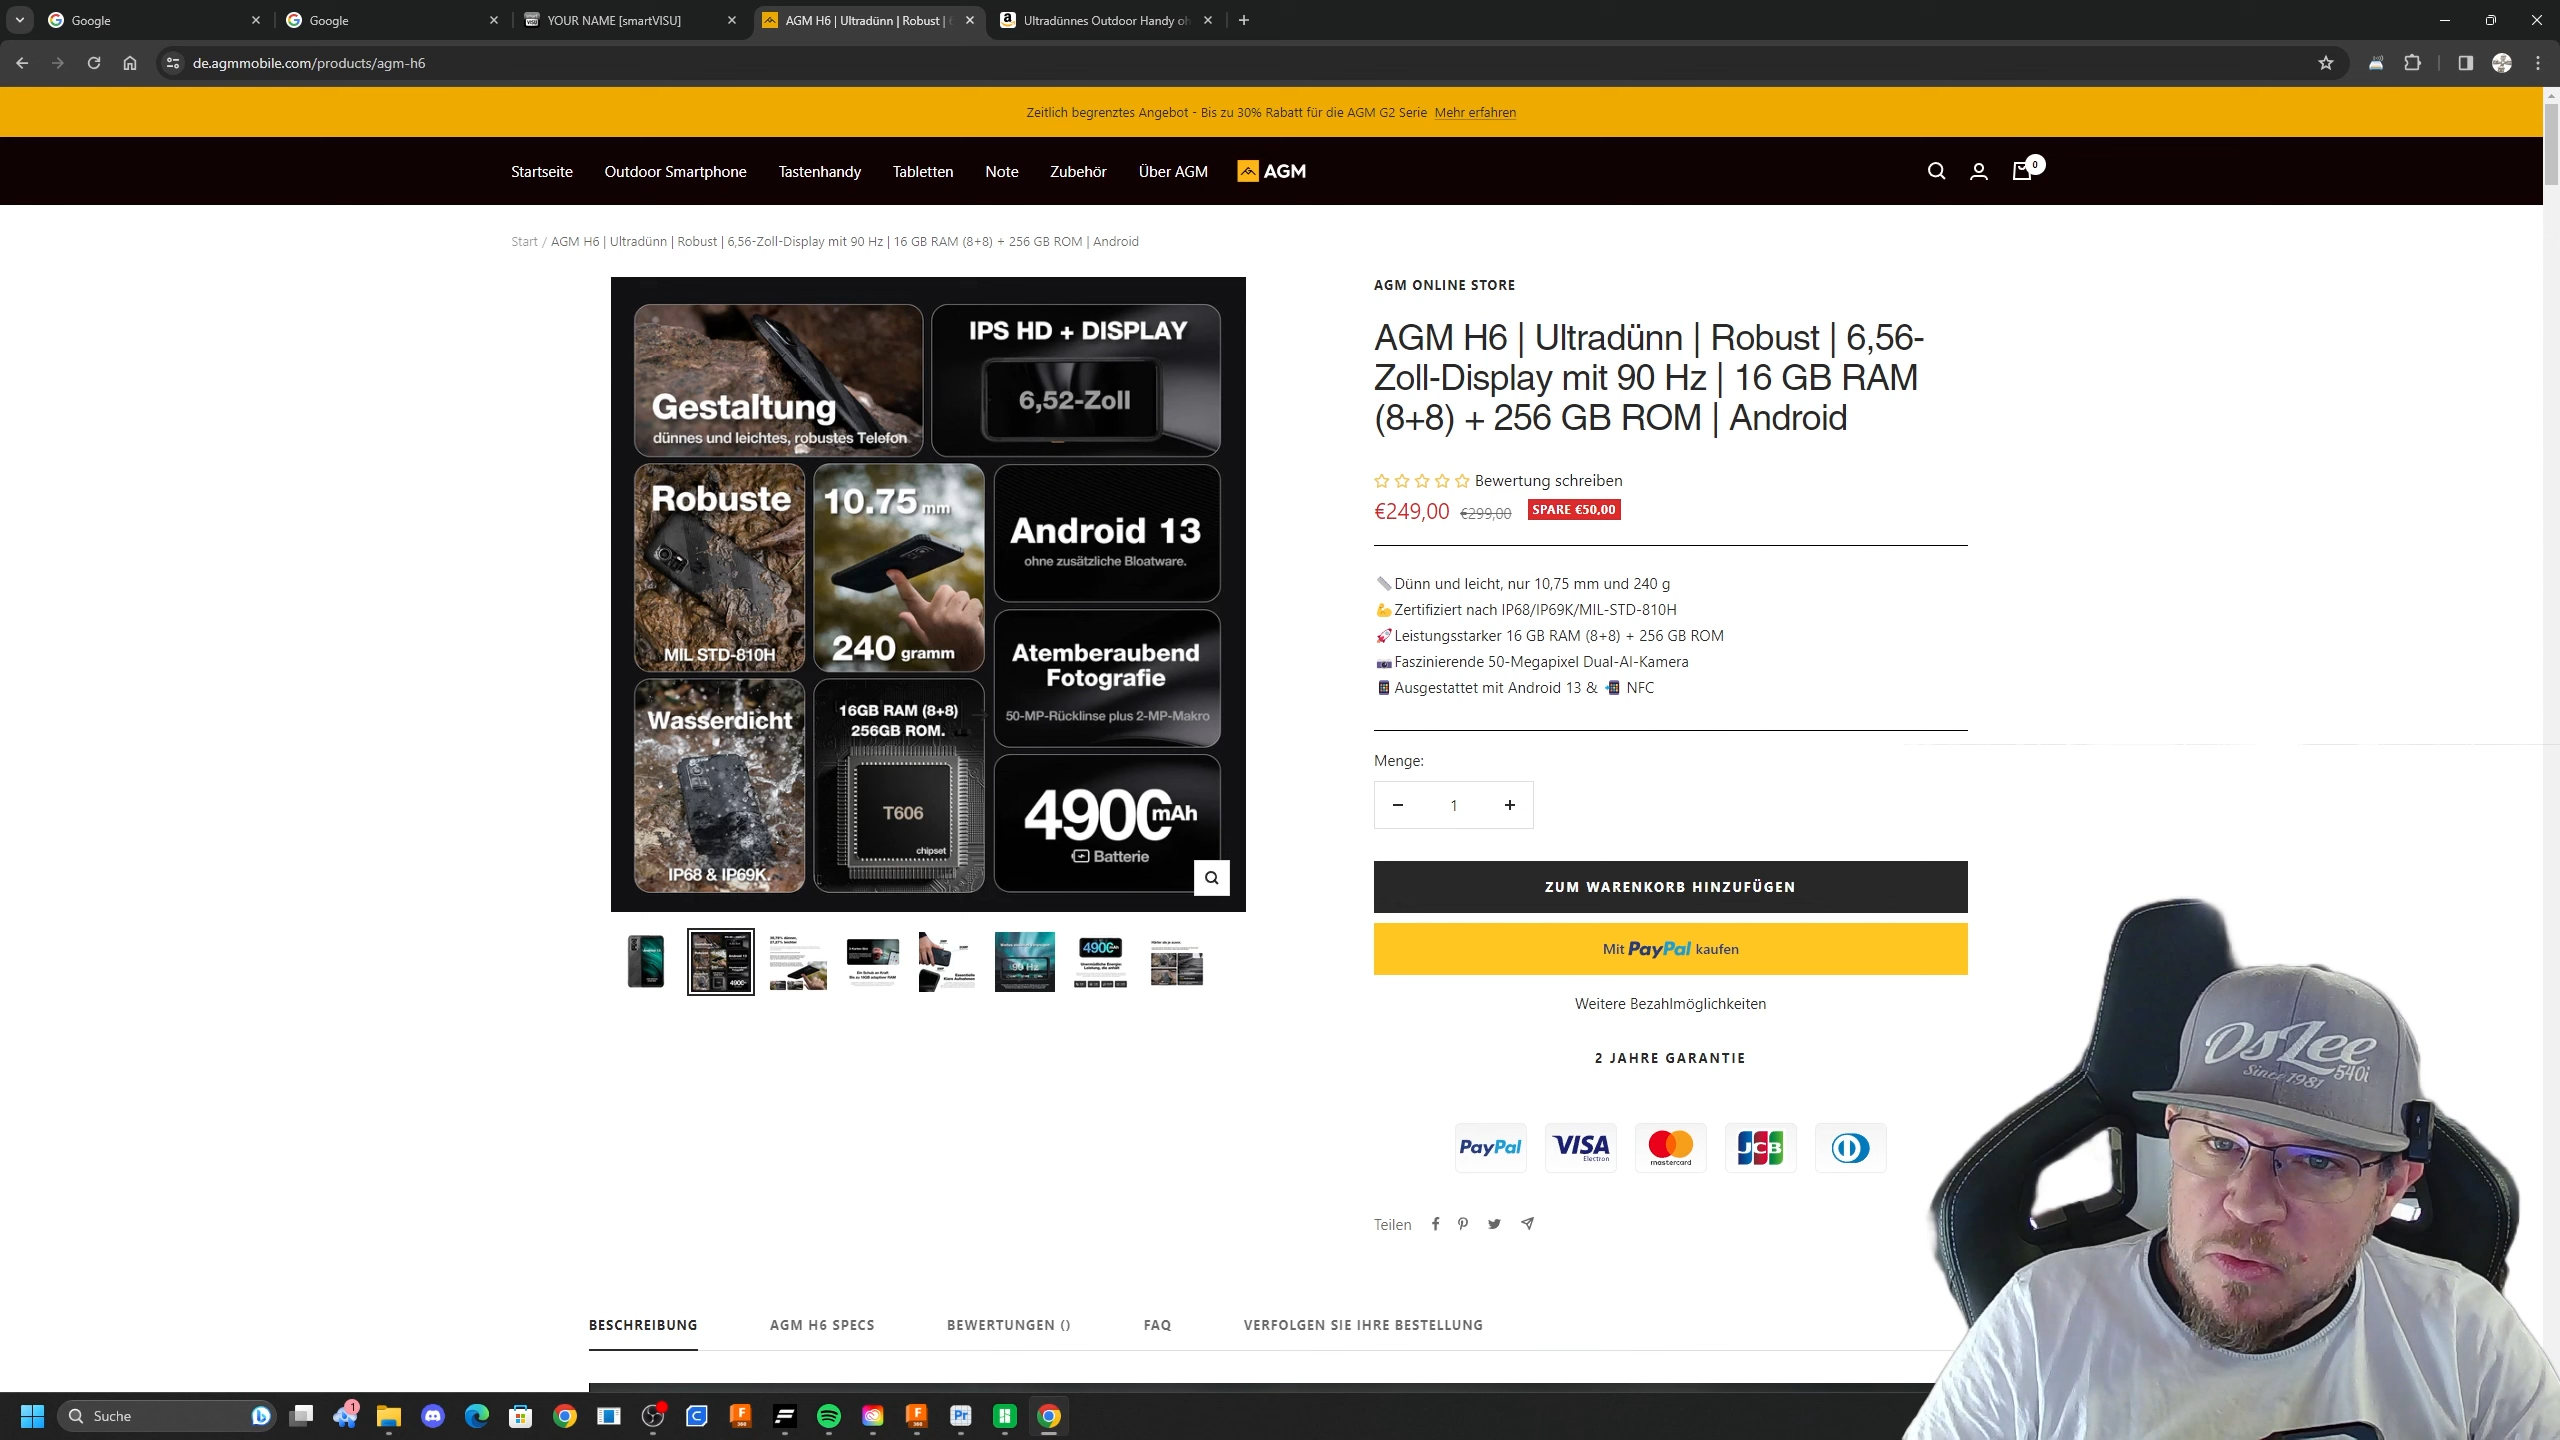 Google
Google
YOUR NAME [smartVISU]
AGM H6 | Ultradünn | Robust |
Ultradünnes Outdoor Handy oh
de.agmmobile.com/products/agm-h6
Zeitlich begrenztes Angebot - Bis zu 30% Rabatt für die AGM G2 Serie Mehr erfahren
Startseite
Outdoor Smartphone
Tastenhandy
Tabletten
Note
Zubehör
Über AGM
AGM
0
Start / AGM H6 | Ultradünn | Robust | 6,56-Zoll-Display mit 90 Hz | 16 GB RAM (8+8) + 256 GB ROM | Android
Gestaltung
dünnes und leichtes, robustes Telefon
IPS HD + DISPLAY
6,52-Zoll
Robuste
MIL STD-810H
10.75 mm
240 gramm
Android 13
ohne zusätzliche Bloatware.
Atemberaubend
Fotografie
50-MP-Rücklinse plus 2-MP-Makro
Wasserdicht
IP68 & IP69K.
16GB RAM (8+8)
256GB ROM.
T606
chipset
4900 mAh
Batterie
AGM ONLINE STORE
AGM H6 | Ultradünn | Robust | 6,56-
Zoll-Display mit 90 Hz | 16 GB RAM
(8+8) + 256 GB ROM | Android
Bewertung schreiben
€249,00 €299,00 SPARE €50,00
Dünn und leicht, nur 10,75 mm und 240 g
Zertifiziert nach IP68/IP69K/MIL-STD-810H
Leistungsstarker 16 GB RAM (8+8) + 256 GB ROM
Faszinierende 50-Megapixel Dual-AI-Kamera
Ausgestattet mit Android 13 & NFC
Menge:
1
ZUM WARENKORB HINZUFÜGEN
Mit PayPal kaufen
Weitere Bezahlmöglichkeiten
2 JAHRE GARANTIE
PayPal
VISA
Electron
mastercard
JCB
Teilen
OsLee
Since 1981 540i
BESCHREIBUNG
AGM H6 SPECS
BEWERTUNGEN ()
FAQ
VERFOLGEN SIE IHRE BESTELLUNG
Suche
1